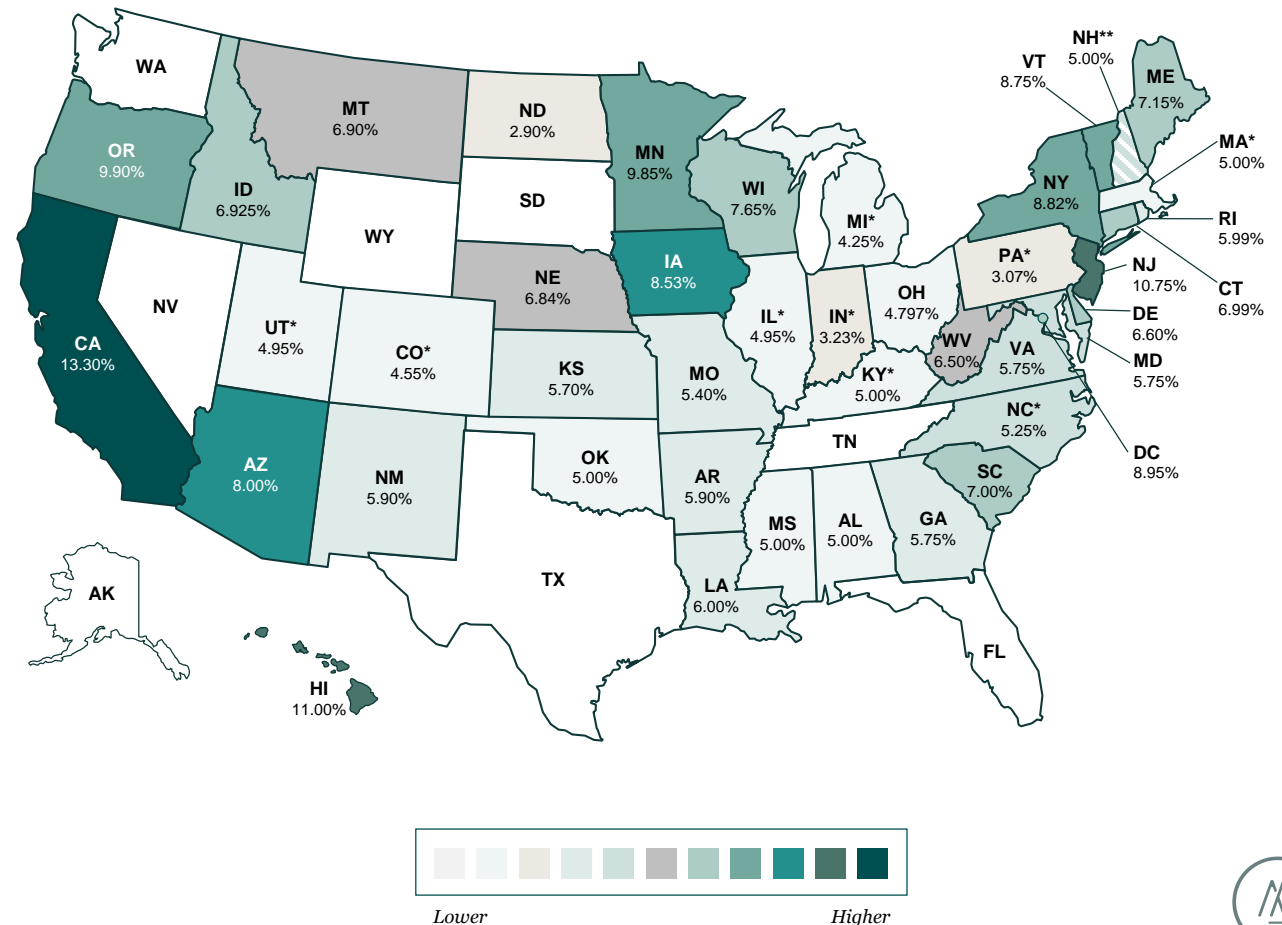 WA
OR
9.90%
CA
13.30%
NV
ID
6.925%
MT
6.90%
WY
UT*
4.95%
AZ
8.00%
CO*
4.55%
NM
5.90%
ND
2.90%
SD
NE
6.84%
KS
5.70%
OK
5.00%
TX
MN
9.85%
IA
8.53%
MO
5.40%
AR
5.90%
LA
6.00%
WI
7.65%
IL*
4.95%
MI*
4.25%
IN*
3.23%
OH
4.797%
KY*
5.00%
TN
MS
5.00%
AL
5.00%
GA
5.75%
FL
SC
7.00%
NC*
5.25%
VA
5.75%
WV
6.50%
PA*
3.07%
NY
8.82%
VT
8.75%
NH**
5.00%
ME
7.15%
MA*
5.00%
RI
5.99%
CT
6.99%
NJ
10.75%
DE
6.60%
MD
5.75%
DC
8.95%
AK
HI
11.00%
Lower
Higher